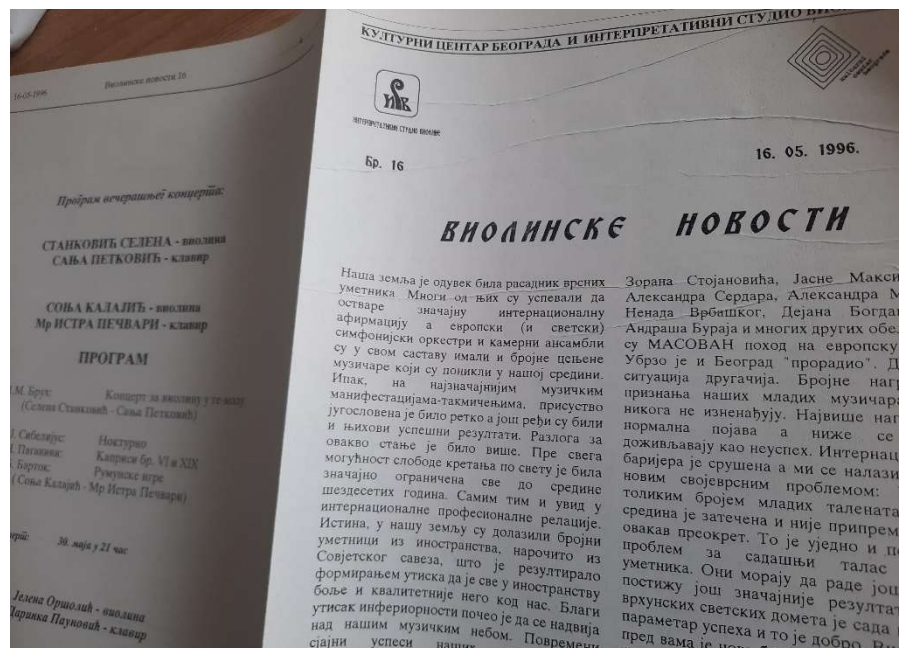 16-05-1996 Виолинске новости 16
Програм вечерашњег концерта:
СТАНКОВИЋ СЕЛЕНА - виолина
САЊА ПЕТКОВИЋ - клавир
СОЊА КАЛАЈИЋ - виолина
Мр ИСТРА ПЕЧВАРИ - клавир
ПРОГРАМ
М. Брух: Концерт за виолину у ге-молу
(Селена Станковић - Сања Петковић)
Сибелијус: Ноктурно
Паганини: Каприси бр. VI и XIX
Барток: Румунске игре
( Соња Калајић - Мр Истра Печвари)
30. маја у 21 час
Јелена Оршолић - виолина
Даринка Пауновић - клавир
КУЛТУРНИ ЦЕНТАР БЕОГРАДА И ИНТЕРПРЕТАТИВНИ СТУДИО
ИНТЕРПРЕТАТИВНИ СТУДИО ВИОЛИНЕ
културни
центар
београда
Бр. 16
16. 05. 1996.
ВИОЛИНСКЕ НОВОСТИ
Наша земља је одувек била расадник врсних
уметника. Многи од њих су успевали да
остваре значајну интернационалну
афирмацију а европски (и светски)
симфонијски оркестри и камерни ансамбли
су у свом саставу имали и бројне цењене
музичаре који су поникли у нашој средини.
Ипак, на најзначајнијим музичким
манифестацијама-такмичењима, присуство
југословена је било ретко а још ређи су били
и њихови успешни резултати. Разлога за
овакво стање је било више. Пре свега
могућност слободе кретања по свету је била
значајно ограничена све до средине
шездесетих година. Самим тим и увид у
интернационалне професионалне релације.
Истина, у нашу земљу су долазили бројни
уметници из иностранства, нарочито из
Совјетског савеза, што је резултирало
формирањем утиска да је све у иностранству
боље и квалитетније него код нас. Благи
утисак инфериорности почео је да се надвија
над нашим музичким небом. Повремени
сјајни успеси наших
Зорана Стојановића, Јасне
Александра Сердара, Александра
Ненада Врбашког, Дејана
Андраша Бураја и многих других
су МАСОВАН поход на европску
Убрзо је и Београд "прорадио".
ситуација другачија. Бројне
признања наших младих
никога не изненађују. Највише
нормална појава а ниже се
доживљавају као неуспех.
баријера је срушена а ми се
новим својеврсним проблемом:
толиким бројем младих талената
средина је затечена и није
овакав преокрет. То је уједно и
проблем за садашњи талас
уметника. Они морају да раде још
постижу још значајније
врхунских светских домета је сада
параметар успеха и то је добро.
пред вама је